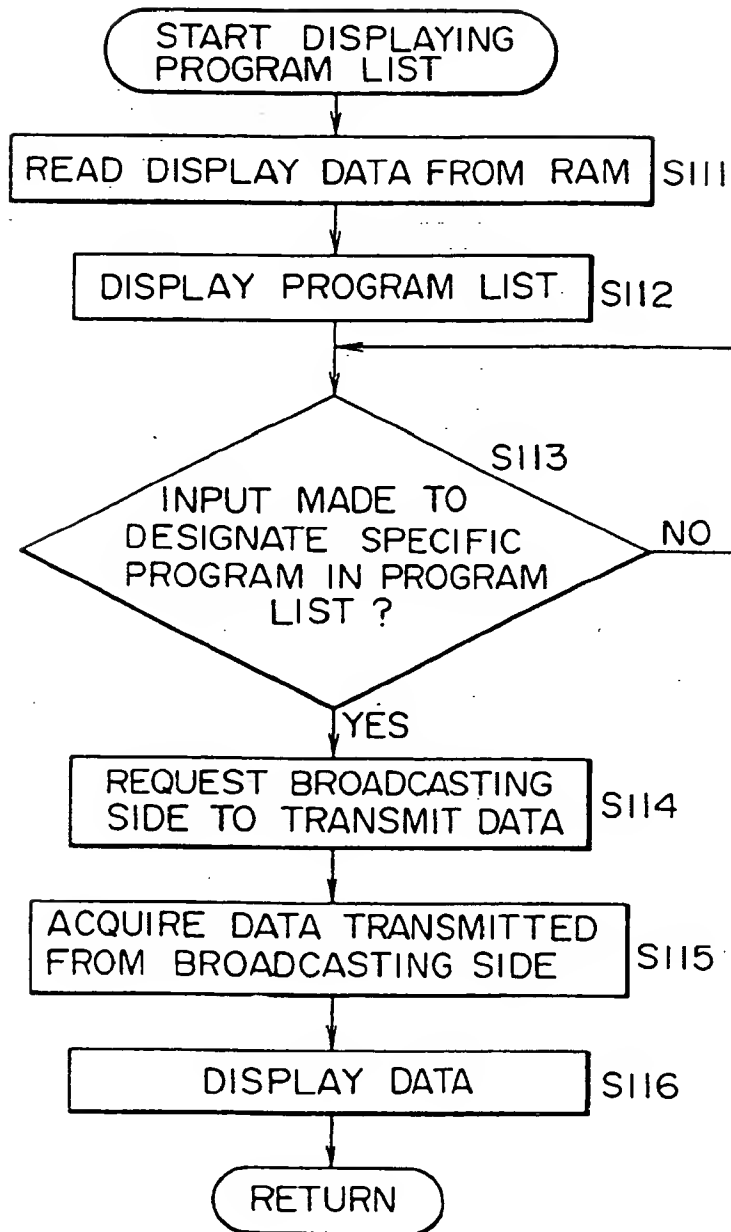 START DISPLAYING
PROGRAM LIST
READ DISPLAY DATA FROM RAM
S111
DISPLAY PROGRAM LIST
S112
S113
INPUT MADE TO
DESIGNATE SPECIFIC
PROGRAM IN PROGRAM
LIST ?
NO
YES
REQUEST BROADCASTING
SIDE TO TRANSMIT DATA
S114
ACQUIRE DATA TRANSMITTED
FROM BROADCASTING SIDE
S115
DISPLAY DATA
S116
RETURN